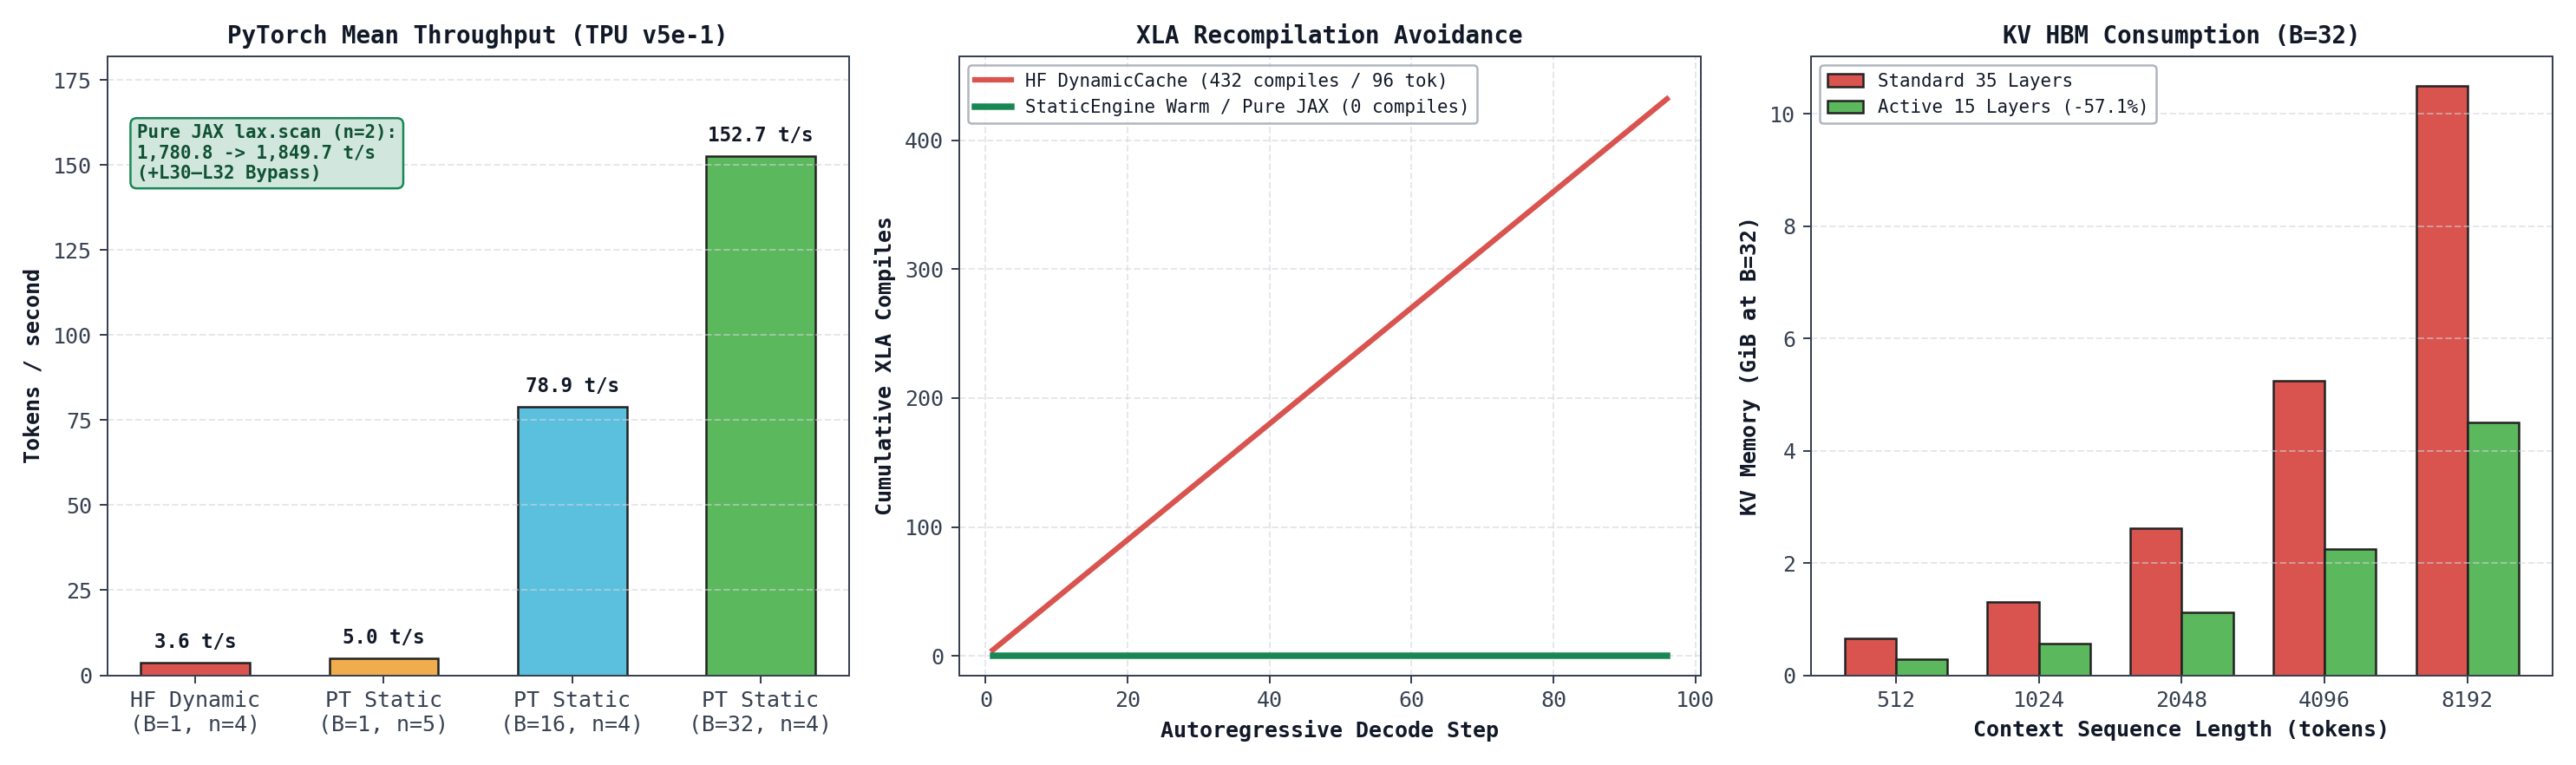 PyTorch Mean Throughput (TPU v5e-1)
Tokens / second
175
150
125
100
75
50
25
0
Pure JAX lax.scan (n=2):
1,780.8 -> 1,849.7 t/s
(+L30–L32 Bypass)
3.6 t/s
5.0 t/s
78.9 t/s
152.7 t/s
HF Dynamic
(B=1, n=4)
PT Static
(B=1, n=5)
PT Static
(B=16, n=4)
PT Static
(B=32, n=4)
XLA Recompilation Avoidance
Cumulative XLA Compiles
400
300
200
100
0
HF DynamicCache (432 compiles / 96 tok)
StaticEngine Warm / Pure JAX (0 compiles)
0
20
40
60
80
100
Autoregressive Decode Step
KV HBM Consumption (B=32)
KV Memory (GiB at B=32)
10
8
6
4
2
0
Standard 35 Layers
Active 15 Layers (-57.1%)
512
1024
2048
4096
8192
Context Sequence Length (tokens)